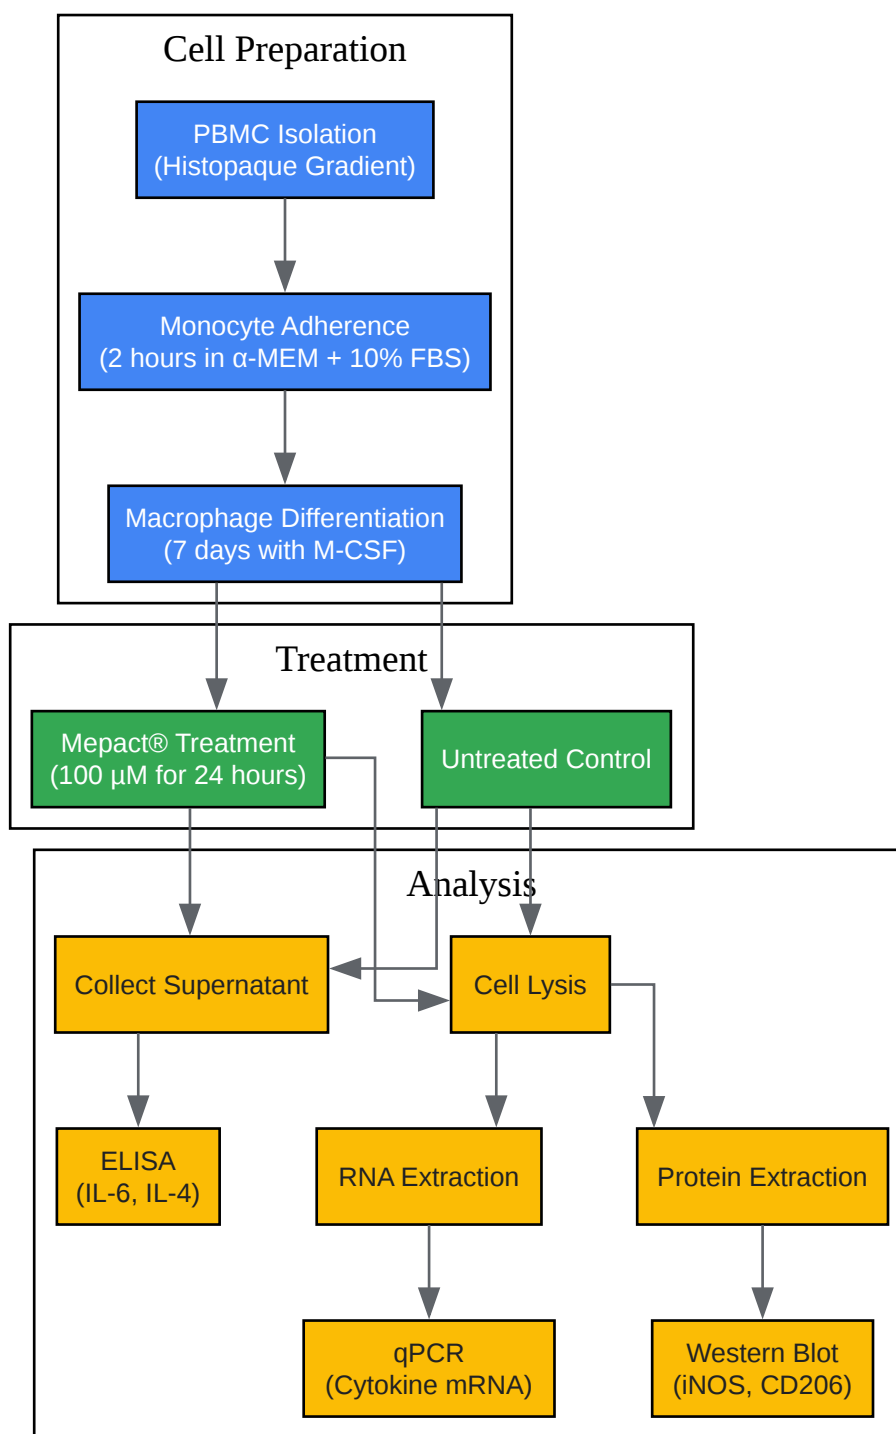 Cell Preparation
PBMC Isolation
(Histopaque Gradient)
Monocyte Adherence
(2 hours in α-MEM + 10% FBS)
Macrophage Differentiation
(7 days with M-CSF)
Treatment
Mepact® Treatment
(100 µM for 24 hours)
Untreated Control
Analysis
Collect Supernatant
Cell Lysis
ELISA
(IL-6, IL-4)
RNA Extraction
Protein Extraction
qPCR
(Cytokine mRNA)
Western Blot
(iNOS, CD206)